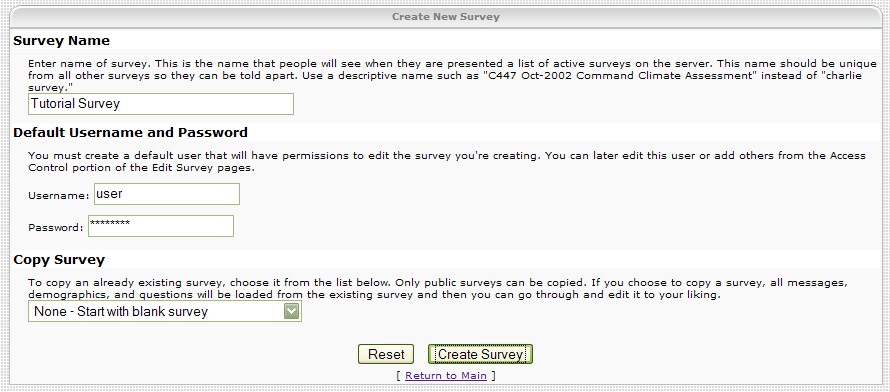 Create New Survey
Survey Name
Enter name of survey. This is the name that people will see when they are presented a list of active surveys on the server. This name should be unique
from all other surveys so they can be told apart. Use a descriptive name such as "C447 Oct-2002 Command Climate Assessment" instead of "charlie
survey."
Tutorial Survey
Default Username and Password
You must create a default user that will have permissions to edit the survey you're creating. You can later edit this user or add others from the Access
Control portion of the Edit Survey pages.
Username: user
Password: ********
Copy Survey
To copy an already existing survey, choose it from the list below. Only public surveys can be copied. If you choose to copy a survey, all messages,
demographics, and questions will be loaded from the existing survey and then you can go through and edit it to your liking.
None - Start with blank survey
Reset Create Survey
[ Return to Main ]